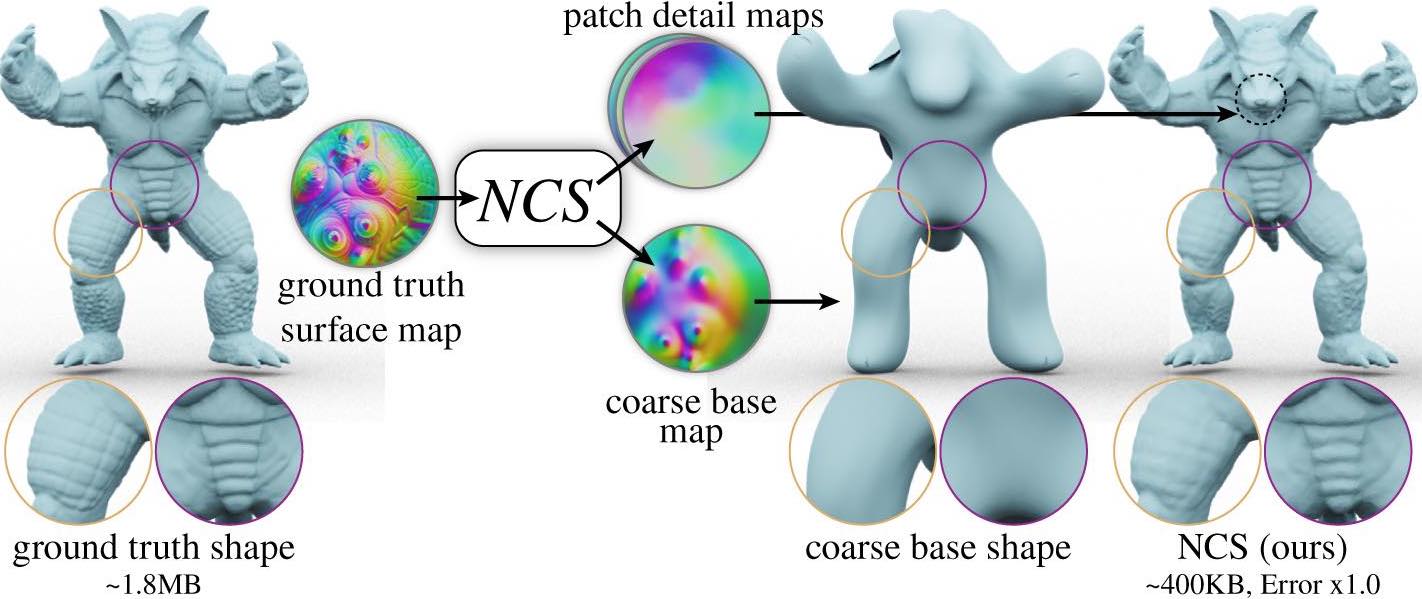 patch detail maps
NCS
ground truth
surface map
coarse base
map
ground truth shape
~1.8MB
coarse base shape
NCS (ours)
~400KB, Error x1.0